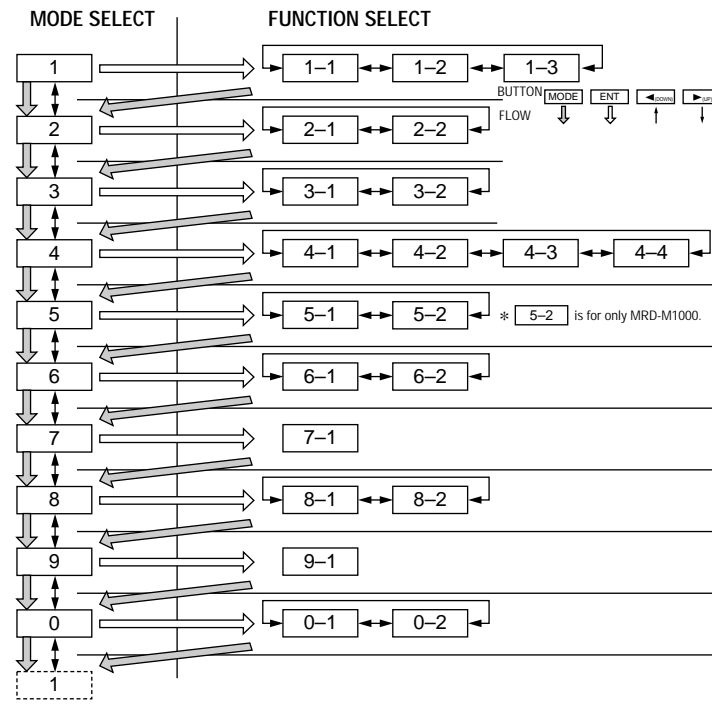 MODE SELECT FUNCTION SELECT
1 1–1 1–2 1–3
BUTTON MODE ENT ◄(DOWN) ►(UP)
FLOW
2 2–1 2–2
3 3–1 3–2
4 4–1 4–2 4–3 4–4
5 5–1 5–2 * 5–2 is for only MRD-M1000.
6 6–1 6–2
7 7–1
8 8–1 8–2
9 9–1
0 0–1 0–2
1